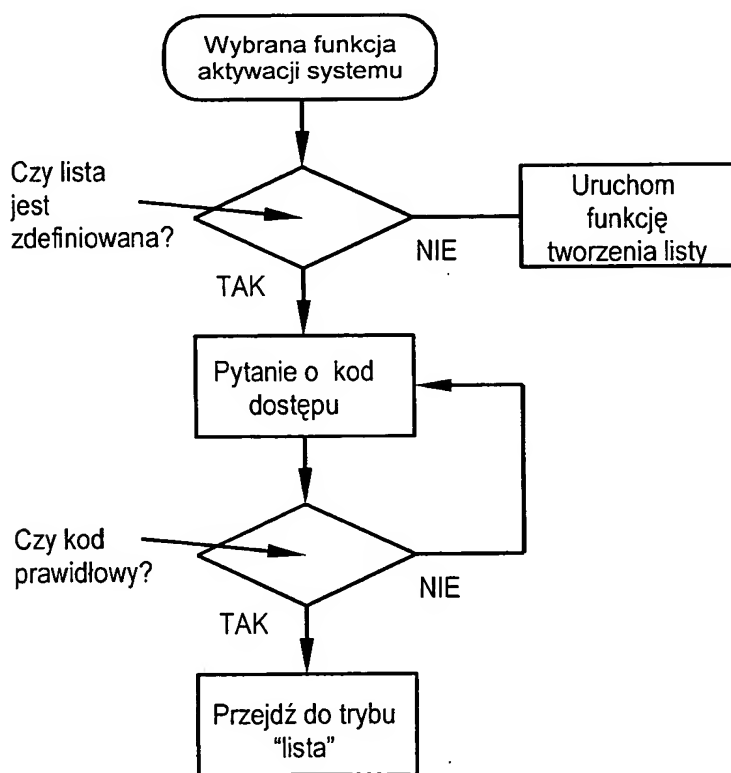 Wybrana funkcja
aktywacji systemu
Czy lista
jest
zdefiniowana?
NIE
Uruchom
funkcję
tworzenia listy
TAK
Pytanie o kod
dostępu
Czy kod
prawidłowy?
NIE
TAK
Przejdź do trybu
“lista”